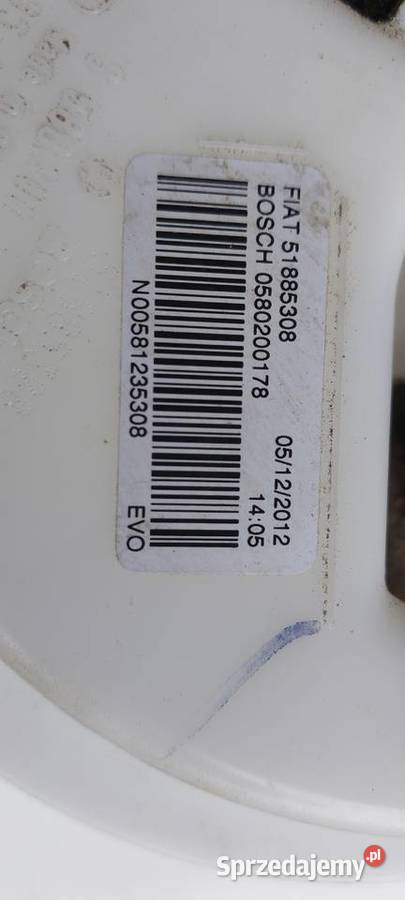 FIAT 51885308 05/12/2012
BOSCH 0580200178 14:05
N00581235308 EVO
Sprzedajemy.pl